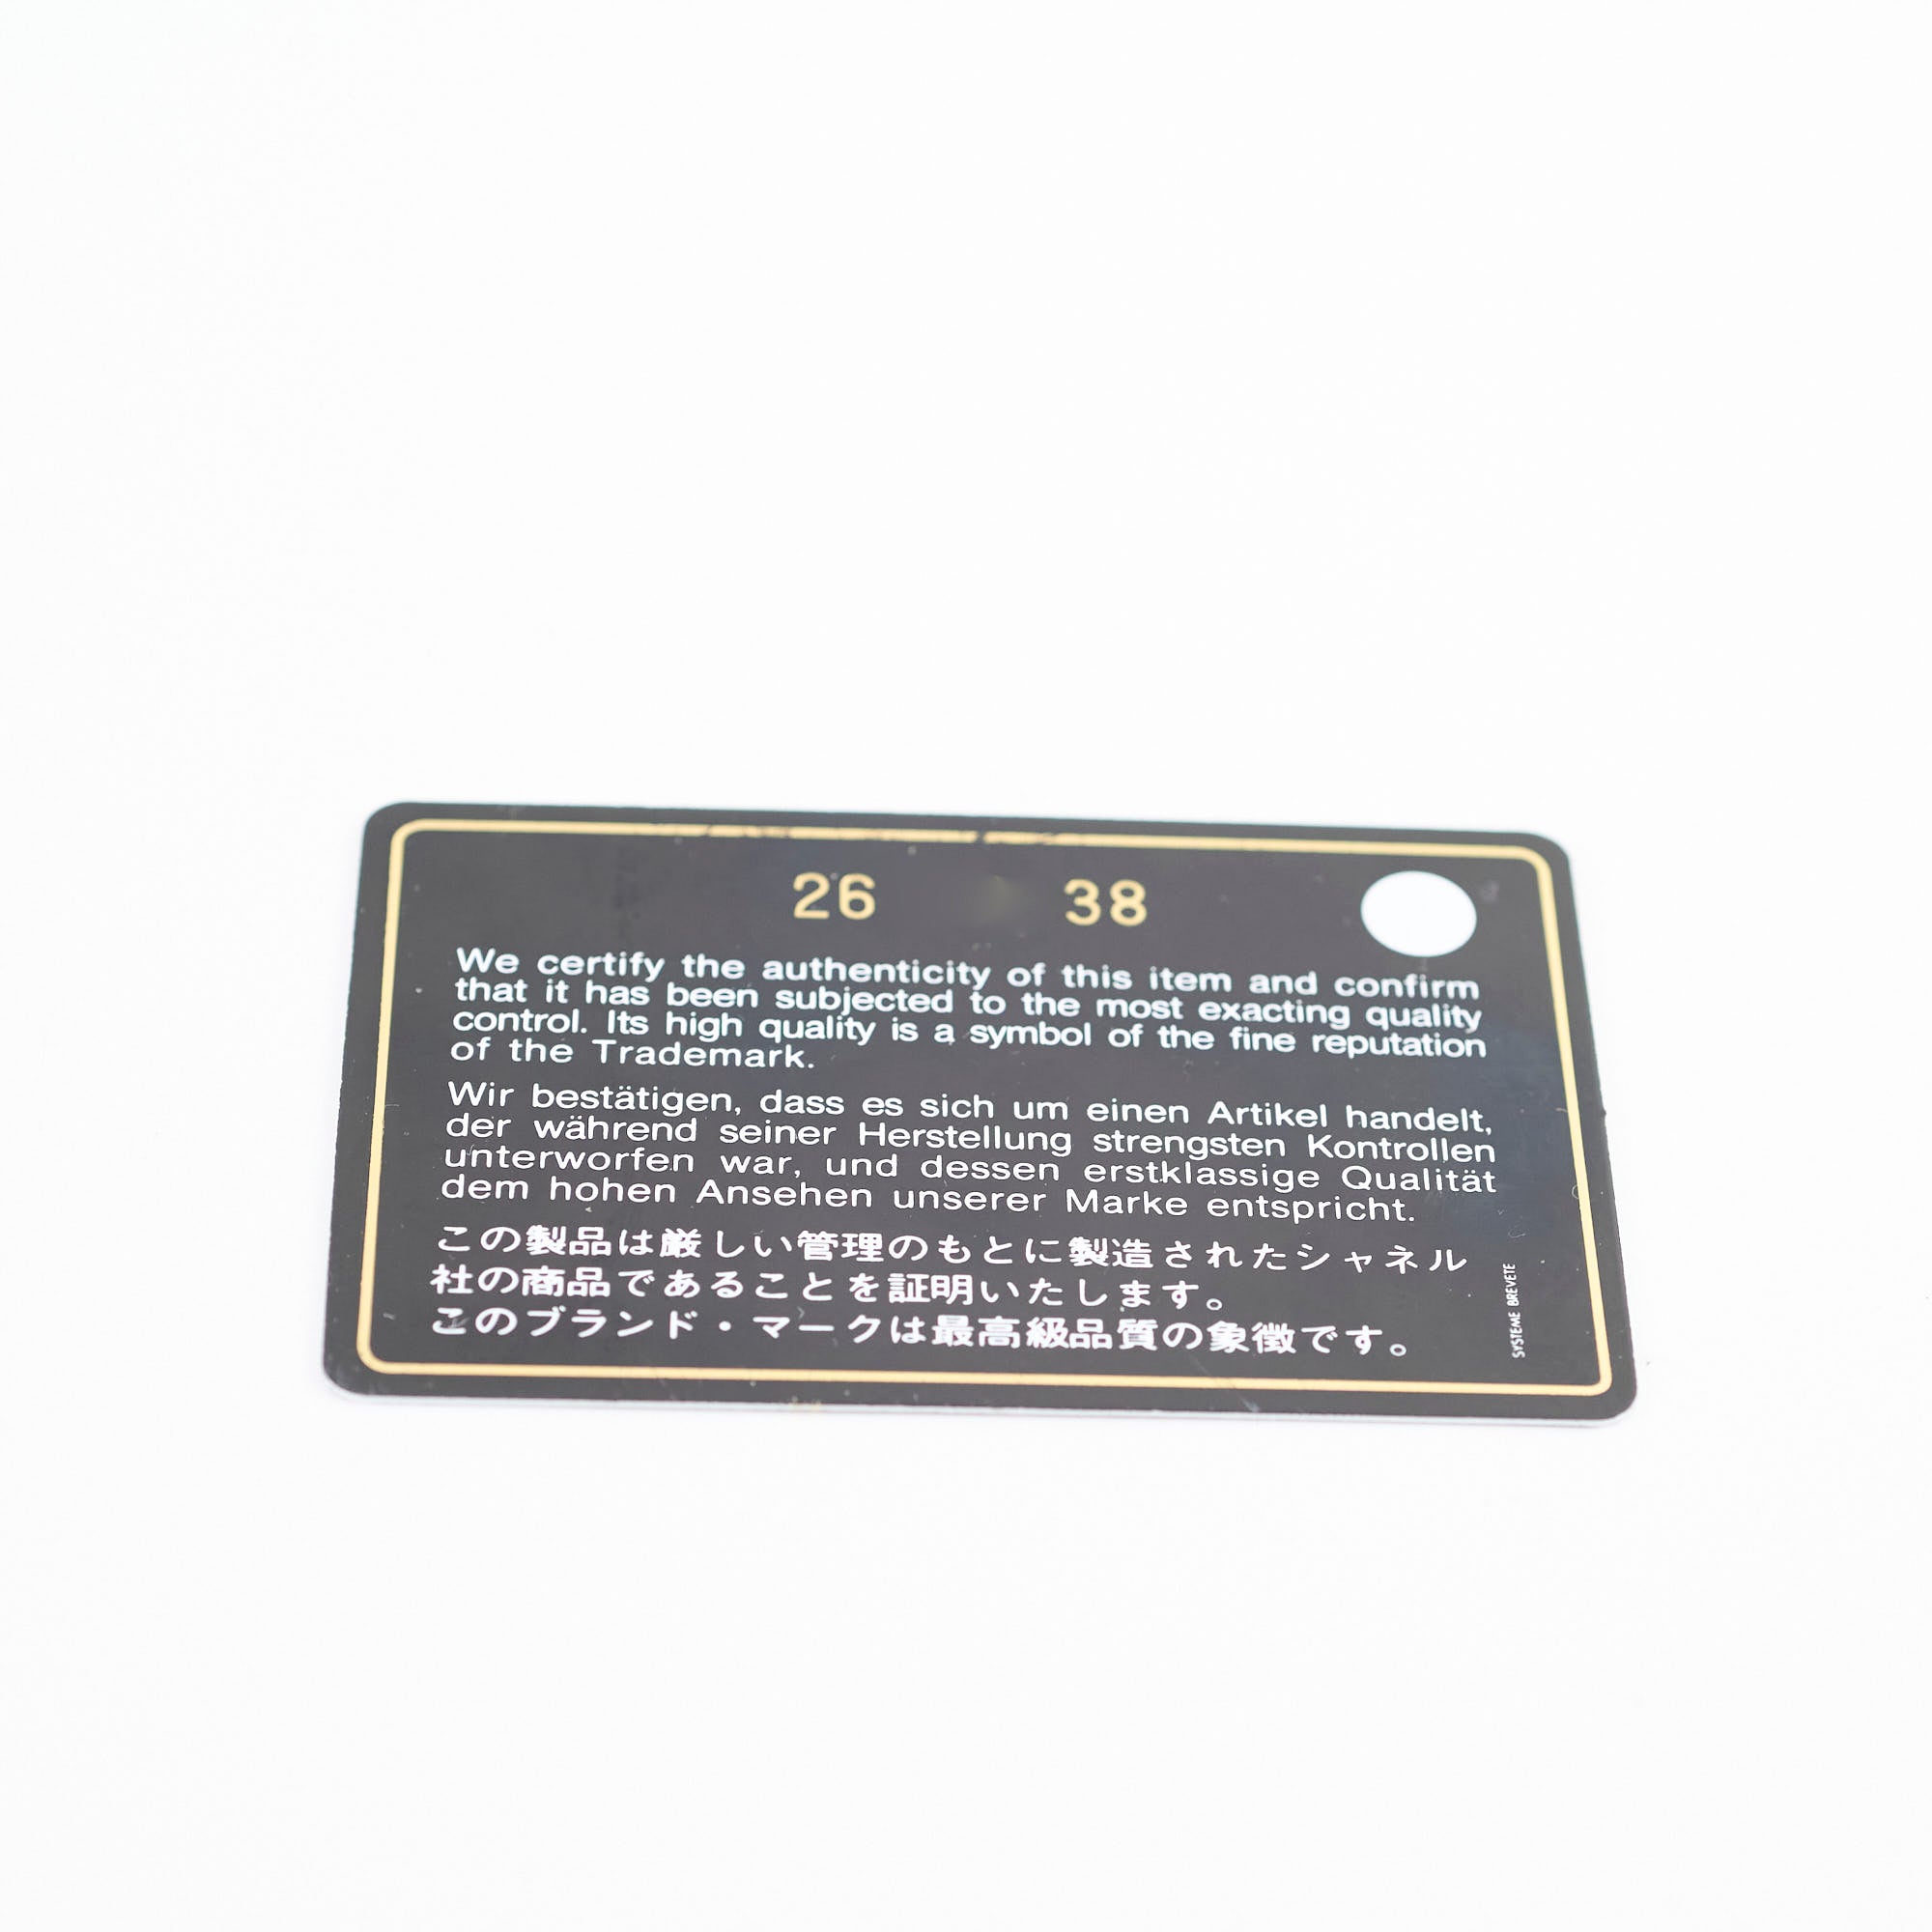 26 38
We certify the authenticity of this item and confirm
that it has been subjected to the most exacting quality
control. Its high quality is a symbol of the fine reputation
of the Trademark.
Wir bestätigen, dass es sich um einen Artikel handelt,
der während seiner Herstellung strengsten Kontrollen
unterworfen war, und dessen erstklassige Qualität
dem hohen Ansehen unserer Marke entspricht.
この製品は厳しい管理のもとに製造されたシャネル
社の商品であることを証明いたします。
このブランド・マークは最高級品質の象徴です。
SYSTEME BREVETE